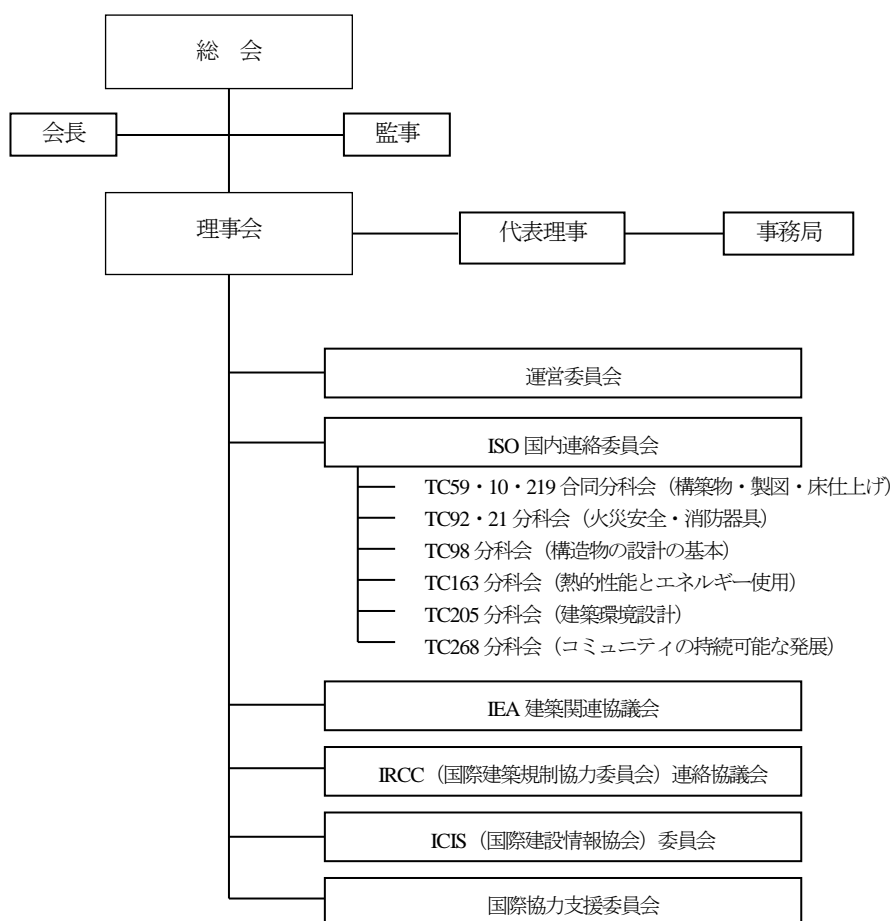 総 会
会長
監事
理事会
代表理事
事務局
運営委員会
ISO 国内連絡委員会
TC59・10・219 合同分科会（構築物・製図・床仕上げ）
TC92・21 分科会（火災安全・消防器具）
TC98 分科会（構造物の設計の基本）
TC163 分科会（熱的性能とエネルギー使用）
TC205 分科会（建築環境設計）
TC268 分科会（コミュニティの持続可能な発展）
IEA 建築関連協議会
IRCC（国際建築規制協力委員会）連絡協議会
ICIS（国際建設情報協会）委員会
国際協力支援委員会